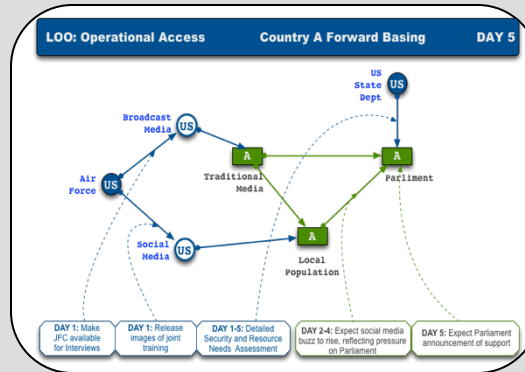 LOO: Operational Access Country A Forward Basing DAY 5
US
State
Dept
US
Broadcast
Media
US
A
A
Traditional
Media
Parliment
Air
Force
US
A
Social
Media
US
Local
Population
DAY 1: Make
JFC available
for Interviews
DAY 1: Release
images of joint
training
DAY 1-5: Detailed
Security and Resource
Needs Assessment
DAY 2-4: Expect social media
buzz to rise, reflecting pressure
on Parliament
DAY 5: Expect Parliament
announcement of support